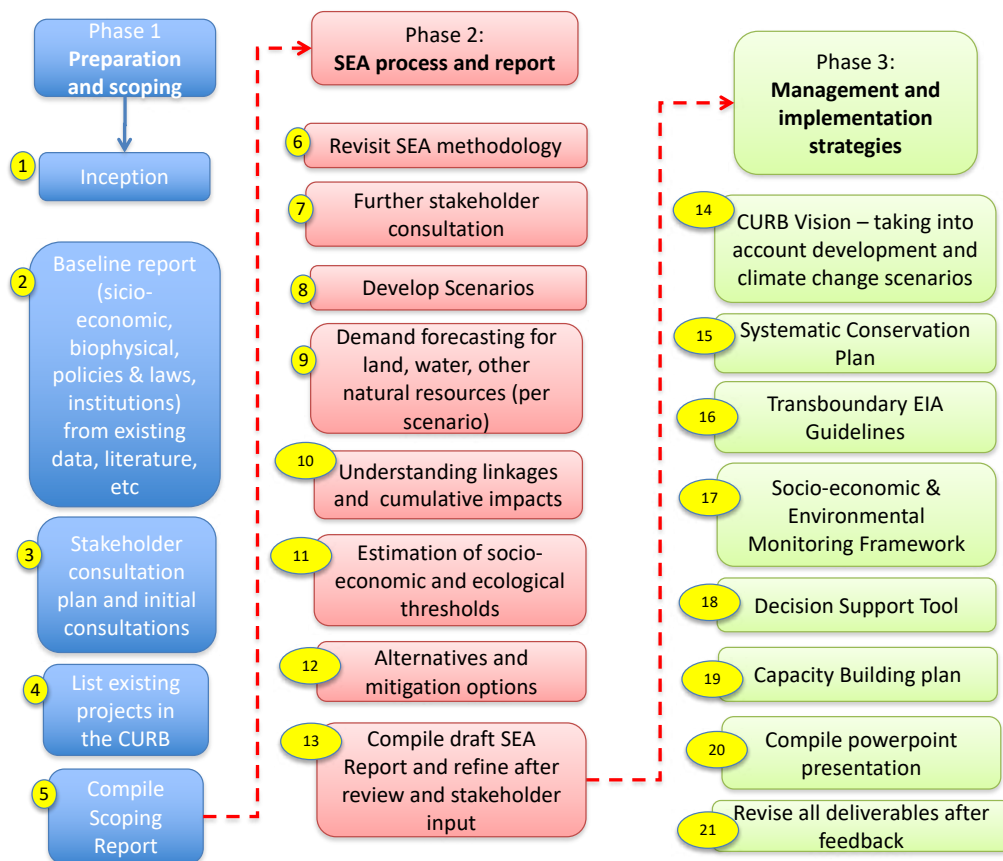 Phase 1
Preparation
and scoping
1
Inception
2
Baseline report
(sicio-
economic,
biophysical,
policies & laws,
institutions)
from existing
data, literature,
etc
3
Stakeholder
consultation
plan and initial
consultations
4
List existing
projects in
the CURB
5
Compile
Scoping
Report
Phase 2:
SEA process and report
6
Revisit SEA methodology
7
Further stakeholder
consultation
8
Develop Scenarios
9
Demand forecasting for
land, water, other
natural resources (per
scenario)
10
Understanding linkages
and cumulative impacts
11
Estimation of socio-
economic and ecological
thresholds
12
Alternatives and
mitigation options
13
Compile draft SEA
Report and refine after
review and stakeholder
input
Phase 3:
Management and
implementation
strategies
14
CURB Vision – taking into
account development and
climate change scenarios
15
Systematic Conservation
Plan
16
Transboundary EIA
Guidelines
17
Socio-economic &
Environmental
Monitoring Framework
18
Decision Support Tool
19
Capacity Building plan
20
Compile powerpoint
presentation
21
Revise all deliverables after
feedback